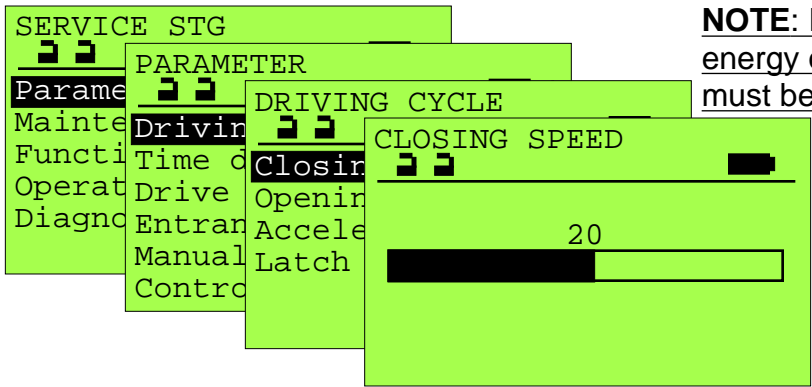 SERVICE STG
Parame
Mainte
Functi
Operat
Diagno
PARAMETER
Drivin
Time d
Drive
Entran
Manual
Contro
DRIVING CYCLE
Closin
Openin
Accele
Latch
CLOSING SPEED
20
NOTE:
energy
must be